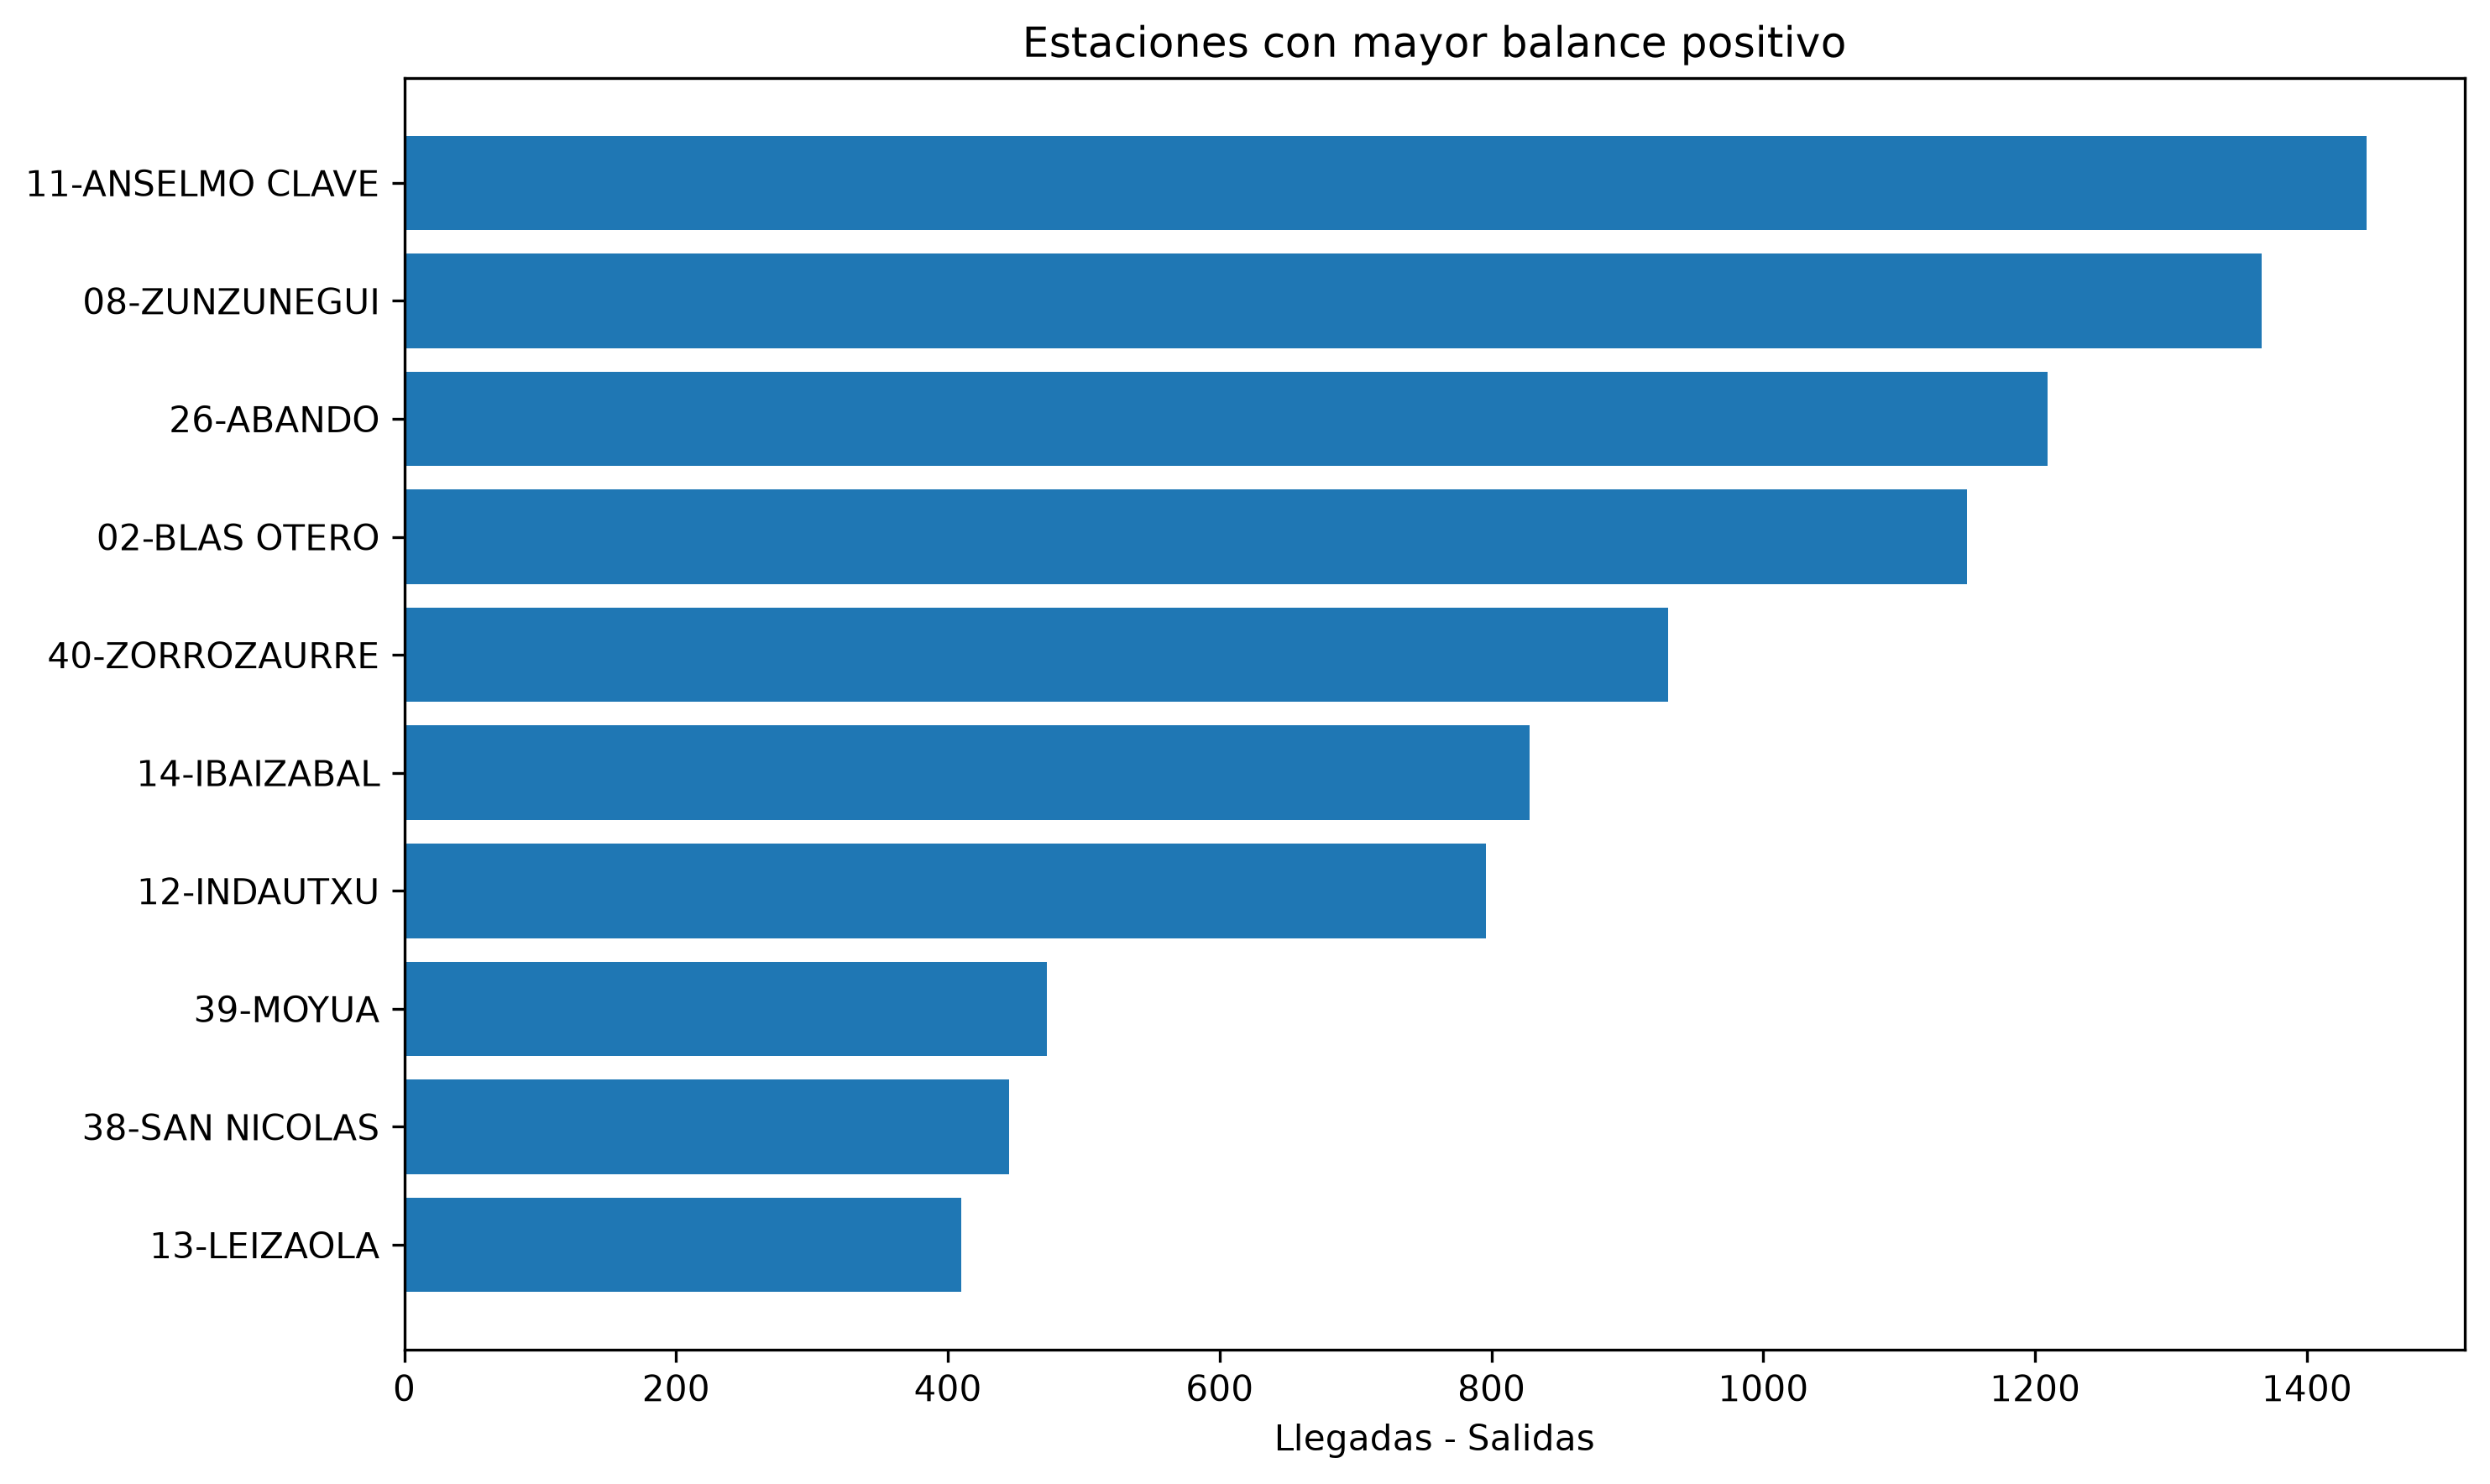 Estaciones con mayor balance positivo
11-ANSELMO CLAVE
08-ZUNZUNEGUI
26-ABANDO
02-BLAS OTERO
40-ZORROZAURRE
14-IBAIZABAL
12-INDAUTXU
39-MOYUA
38-SAN NICOLAS
13-LEIZAOLA
0 200 400 600 800 1000 1200 1400
Llegadas - Salidas